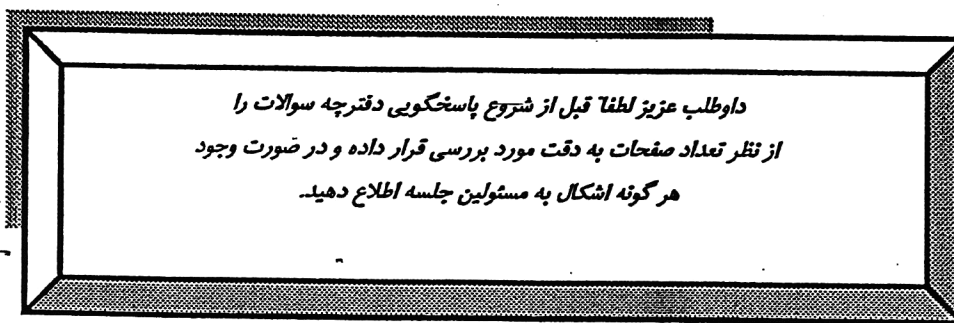 داوطلب عزیز لطفاً قبل از شروع پاسخگویی دفترچه سوالات را
از نظر تعداد صفحات به دقت مورد بررسی قرار داده و در صورت وجود
هر گونه اشکال به مسئولین جلسه اطلاع دهید.